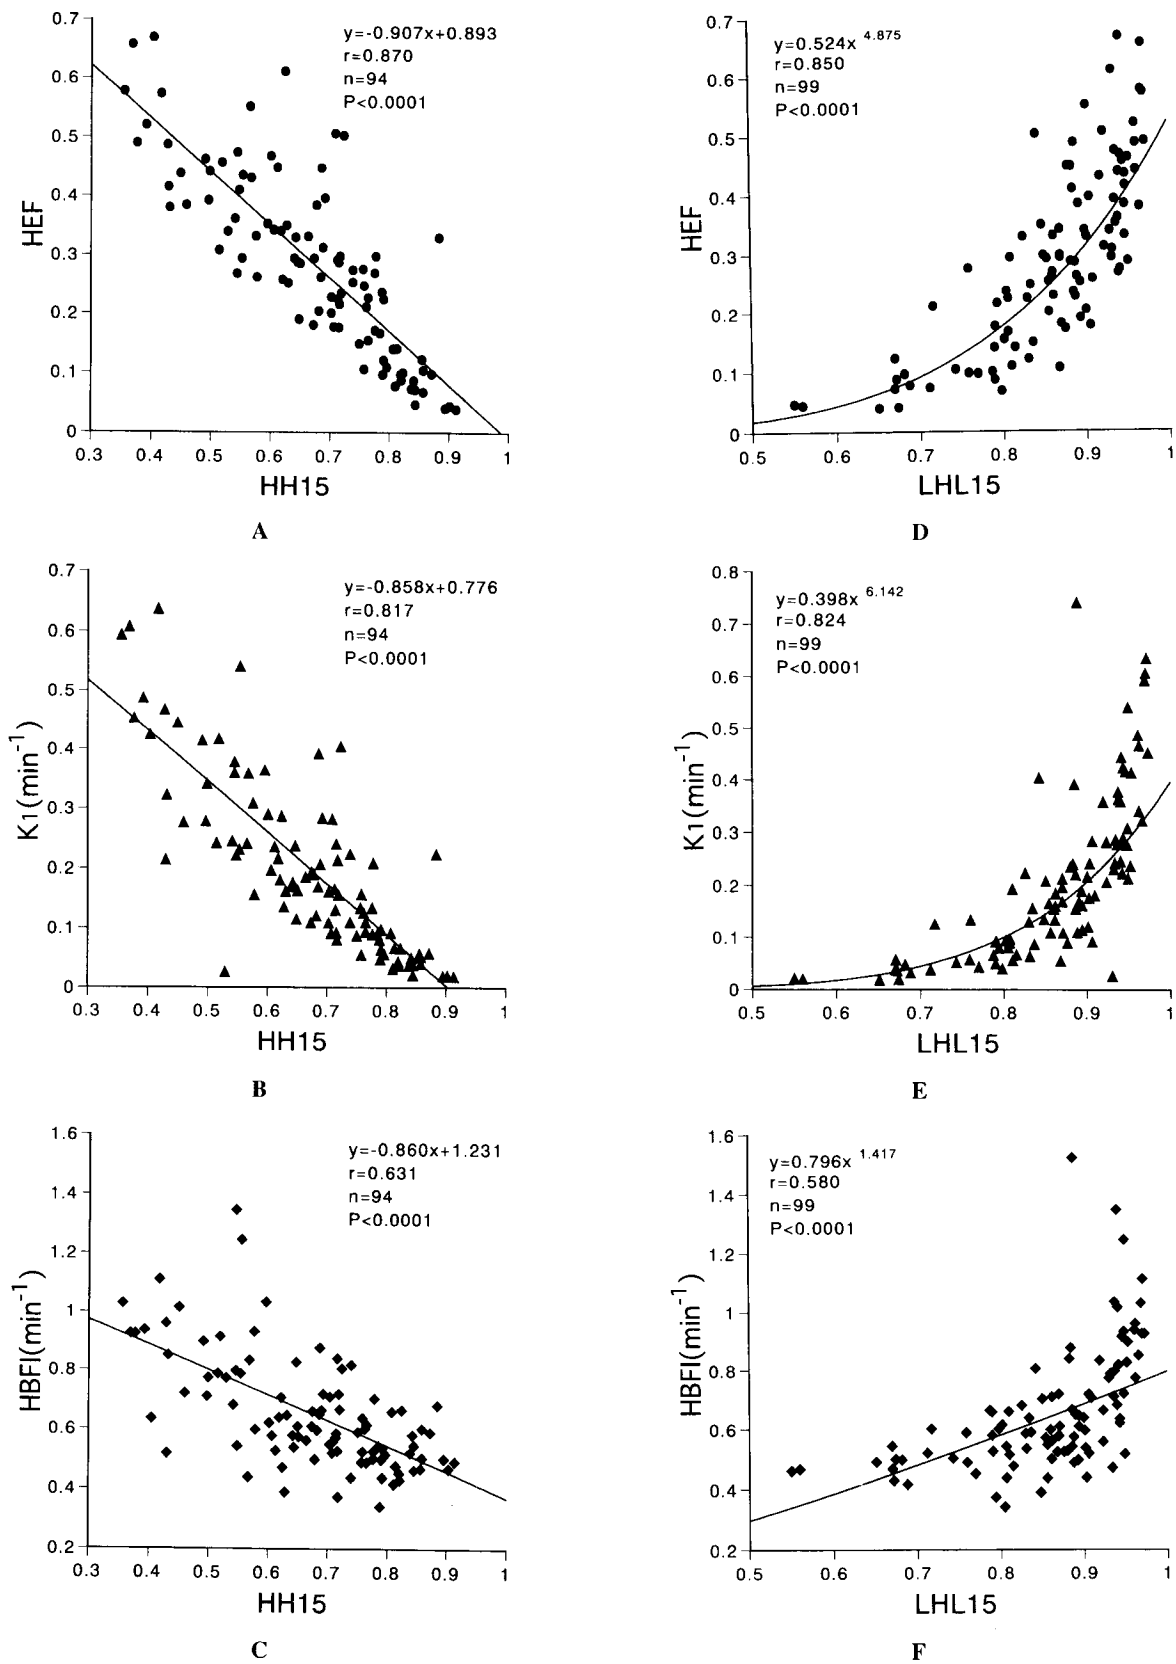 0.7
0.6
0.5
0.4
0.3
0.2
0.1
0
HEF
y=-0.907x+0.893
r=0.870
n=94
P<0.0001
0.3 0.4 0.5 0.6 0.7 0.8 0.9 1
HH15
A
0.7
0.6
0.5
0.4
0.3
0.2
0.1
0
HEF
y=0.524x 4.875
r=0.850
n=99
P<0.0001
0.5 0.6 0.7 0.8 0.9 1
LHL15
D
0.7
0.6
0.5
0.4
0.3
0.2
0.1
0
K1(min-1)
y=-0.858x+0.776
r=0.817
n=94
P<0.0001
0.3 0.4 0.5 0.6 0.7 0.8 0.9 1
HH15
B
0.8
0.7
0.6
0.5
0.4
0.3
0.2
0.1
0
K1(min-1)
y=0.398x 6.142
r=0.824
n=99
P<0.0001
0.5 0.6 0.7 0.8 0.9 1
LHL15
E
1.6
1.4
1.2
1
0.8
0.6
0.4
0.2
HBFI(min-1)
y=-0.860x+1.231
r=0.631
n=94
P<0.0001
0.3 0.4 0.5 0.6 0.7 0.8 0.9 1
HH15
C
1.6
1.4
1.2
1
0.8
0.6
0.4
0.2
HBFI(min-1)
y=0.796x 1.417
r=0.580
n=99
P<0.0001
0.5 0.6 0.7 0.8 0.9 1
LHL15
F